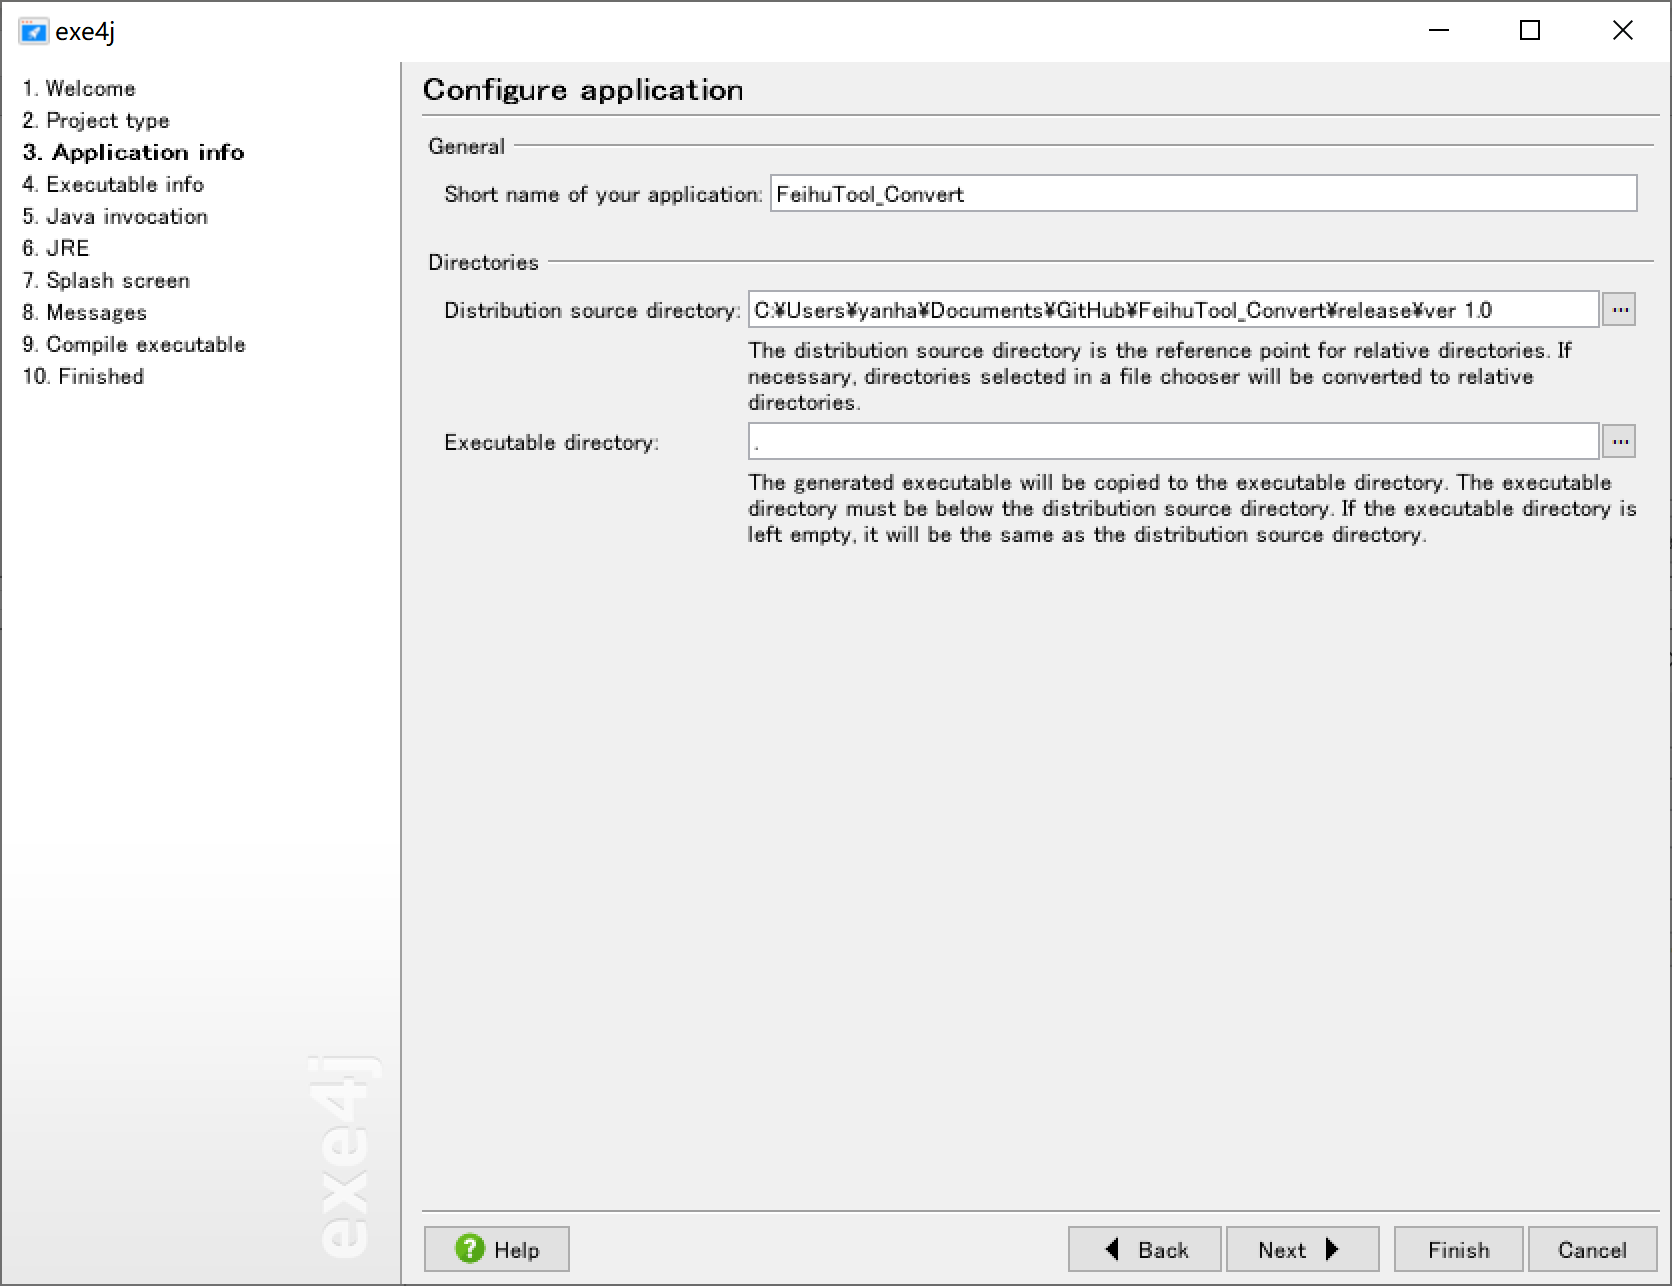 exe4j
1. Welcome
2. Project type
3. Application info
4. Executable info
5. Java invocation
6. JRE
7. Splash screen
8. Messages
9. Compile executable
10. Finished
exe4j
Configure application
General
Short name of your application: FeihuTool_Convert
Directories
Distribution source directory: C:¥Users¥yanha¥Documents¥GitHub¥FeihuTool_Convert¥release¥ver 1.0 ...
The distribution source directory is the reference point for relative directories. If
necessary, directories selected in a file chooser will be converted to relative
directories.
Executable directory: . ...
The generated executable will be copied to the executable directory. The executable
directory must be below the distribution source directory. If the executable directory is
left empty, it will be the same as the distribution source directory.
? Help Back Next Finish Cancel